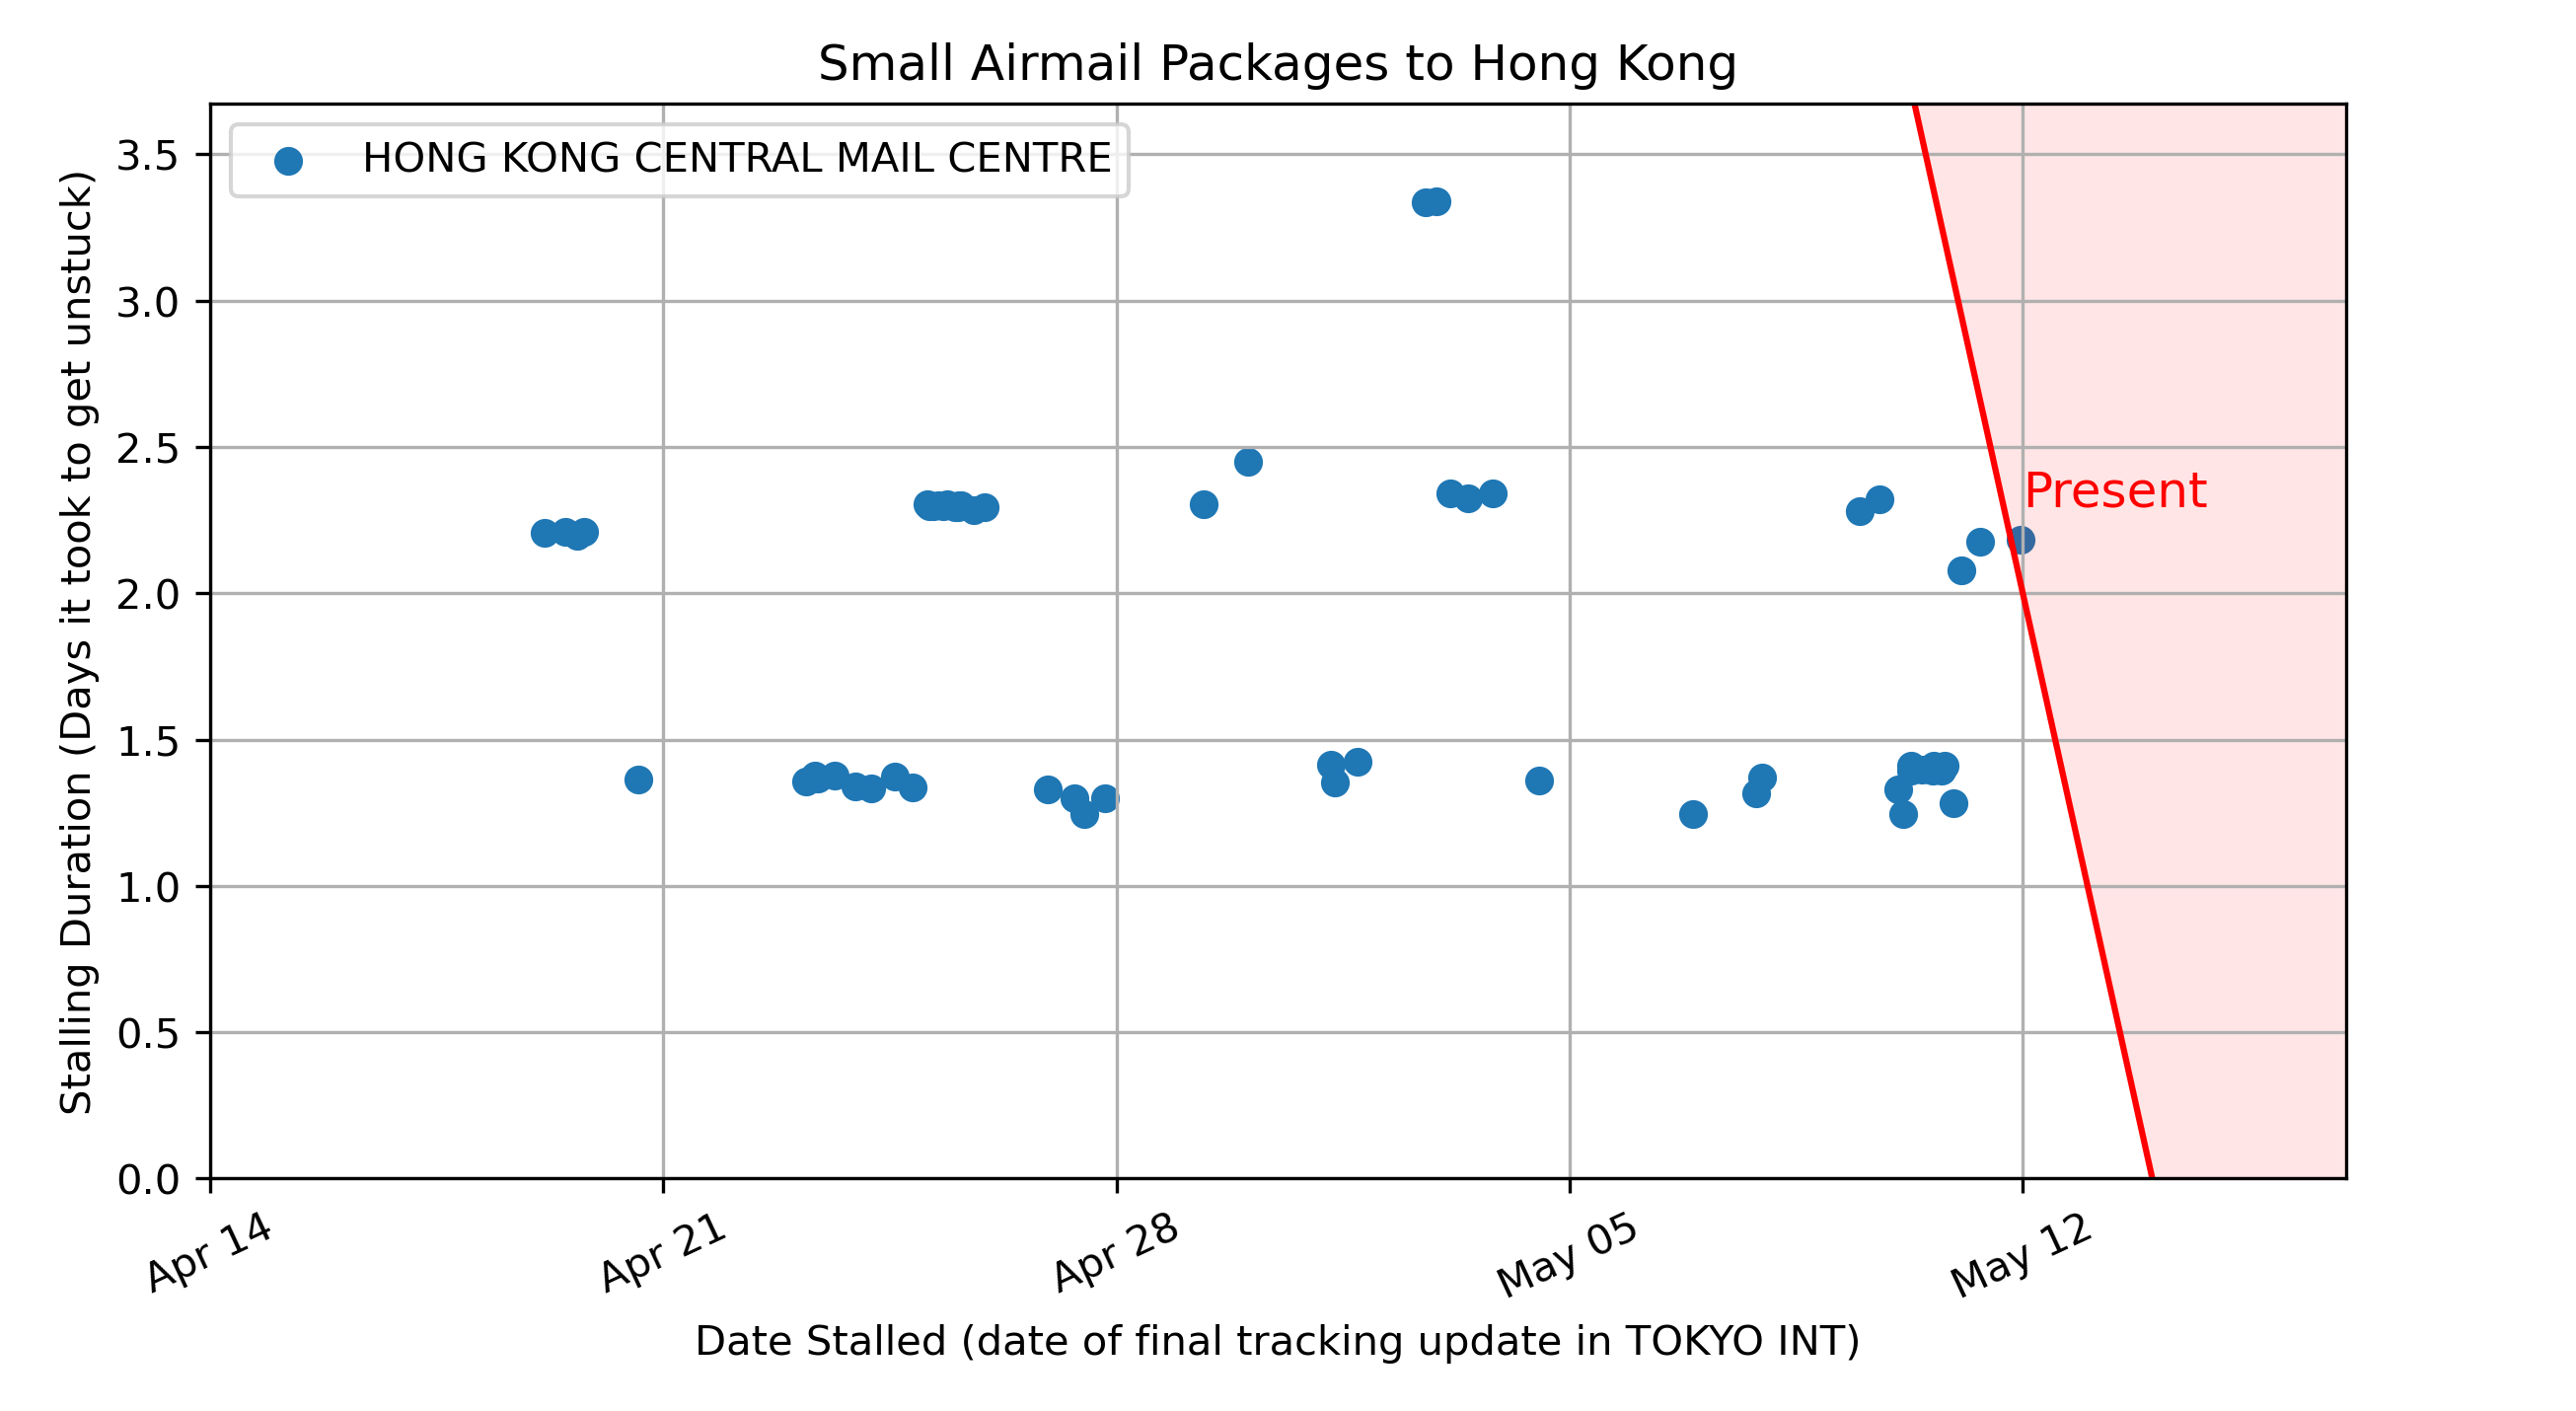 Small Airmail Packages to Hong Kong
HONG KONG CENTRAL MAIL CENTRE
Stalling Duration (Days it took to get unstuck)
3.5
3.0
2.5
2.0
1.5
1.0
0.5
0.0
Present
Apr 14
Apr 21
Apr 28
May 05
May 12
Date Stalled (date of final tracking update in TOKYO INT)